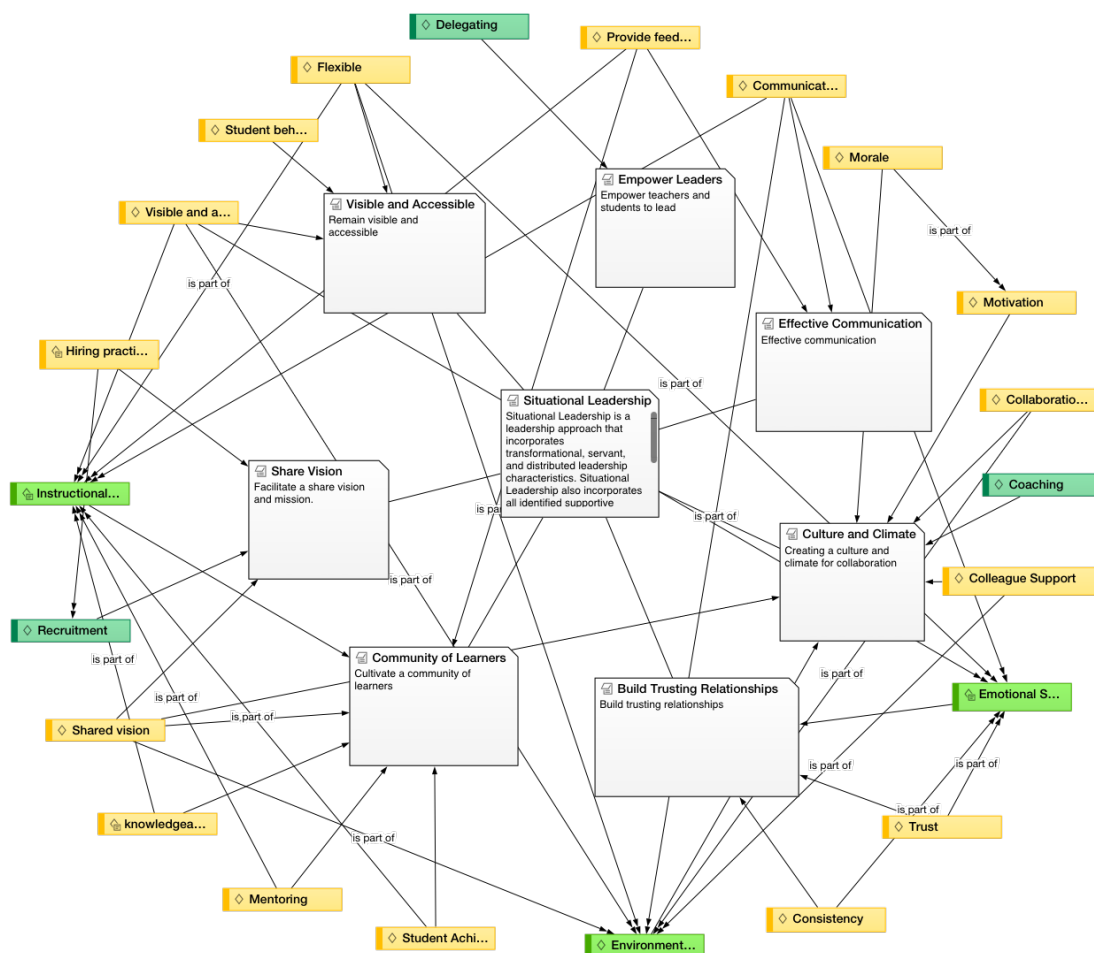 Delegating
Provide feed…
Flexible
Communicat…
Student beh…
Morale
Empower Leaders
Empower teachers and
students to lead
Visible and Accessible
Remain visible and
accessible
Visible and a…
is part of
is part of
Motivation
Effective Communication
Effective communication
Hiring practi…
is part of
Situational Leadership
Situational Leadership is a
leadership approach that
incorporates
transformational, servant,
and distributed leadership
characteristics. Situational
Leadership also incorporates
all identified supportive
Collaboratio…
Share Vision
Facilitate a share vision
and mission.
Coaching
Instructional…
is pa
is part of
Culture and Climate
Creating a culture and
climate for collaboration
is part of
Colleague Support
Recruitment
Community of Learners
Cultivate a community of
learners
is part of
is part of
Build Trusting Relationships
Build trusting relationships
is part of
Emotional S…
is part of
Shared vision
is part of
knowledgea…
is part of
is part of
Trust
Mentoring
Consistency
Student Achi…
Environment…